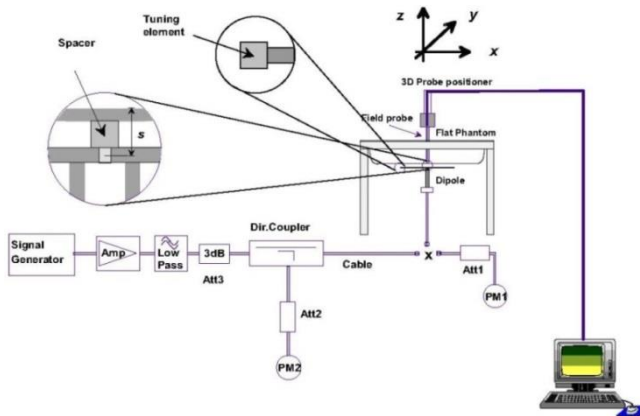 Tuning
element
Spacer
s
z
y
x
3D Probe positioner
Field probe
Flat Phantom
Dipole
Signal
Generator
Amp
Low
Pass
3dB
Att3
Dir.Coupler
Cable
x
Att1
PM1
Att2
PM2